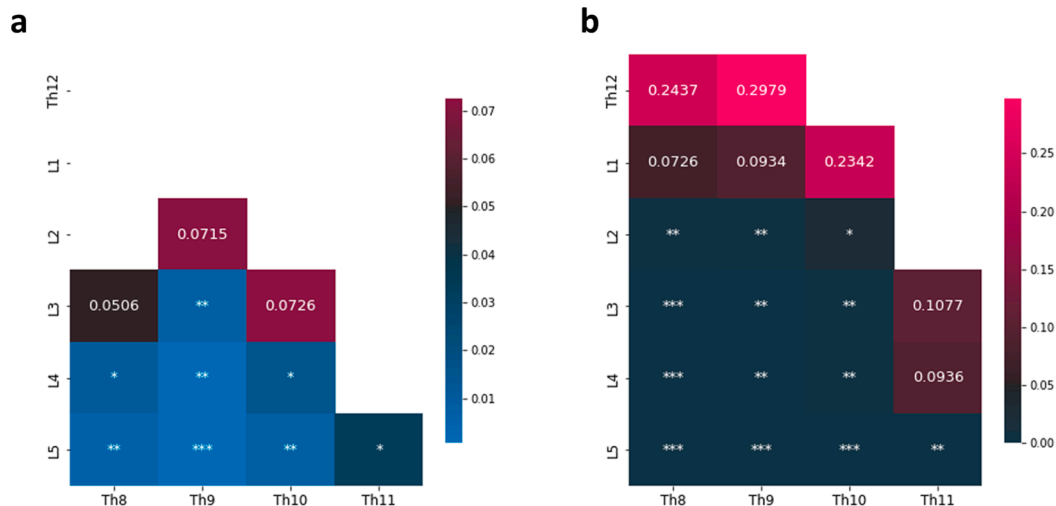 a
Th12
L1
L2
0.0715
L3
0.0506
**
0.0726
L4
*
**
*
L5
**
***
**
*
Th8
Th9
Th10
Th11
0.07
0.06
0.05
0.04
0.03
0.02
0.01
b
Th12
0.2437
0.2979
L1
0.0726
0.0934
0.2342
L2
**
**
*
L3
***
**
**
0.1077
L4
***
**
**
0.0936
L5
***
***
***
**
Th8
Th9
Th10
Th11
0.25
0.20
0.15
0.10
0.05
0.00